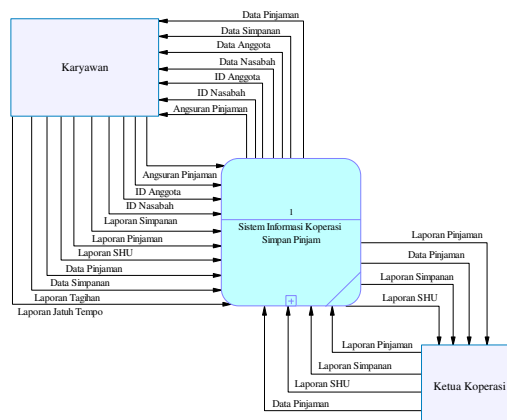 Data Pinjaman
Data Simpanan
Data Anggota
Data Nasabah
ID Anggota
ID Nasabah
Angsuran Pinjaman
Karyawan
Angsuran Pinjaman
ID Anggota
ID Nasabah
Laporan Simpanan
Laporan Pinjaman
Laporan SHU
Data Pinjaman
Data Simpanan
Laporan Tagihan
Laporan Jatuh Tempo
1
Sistem Informasi Koperasi
Simpan Pinjam
Laporan Pinjaman
Data Pinjaman
Laporan Simpanan
Laporan SHU
Laporan Pinjaman
Laporan Simpanan
Laporan SHU
Data Pinjaman
Ketua Koperasi